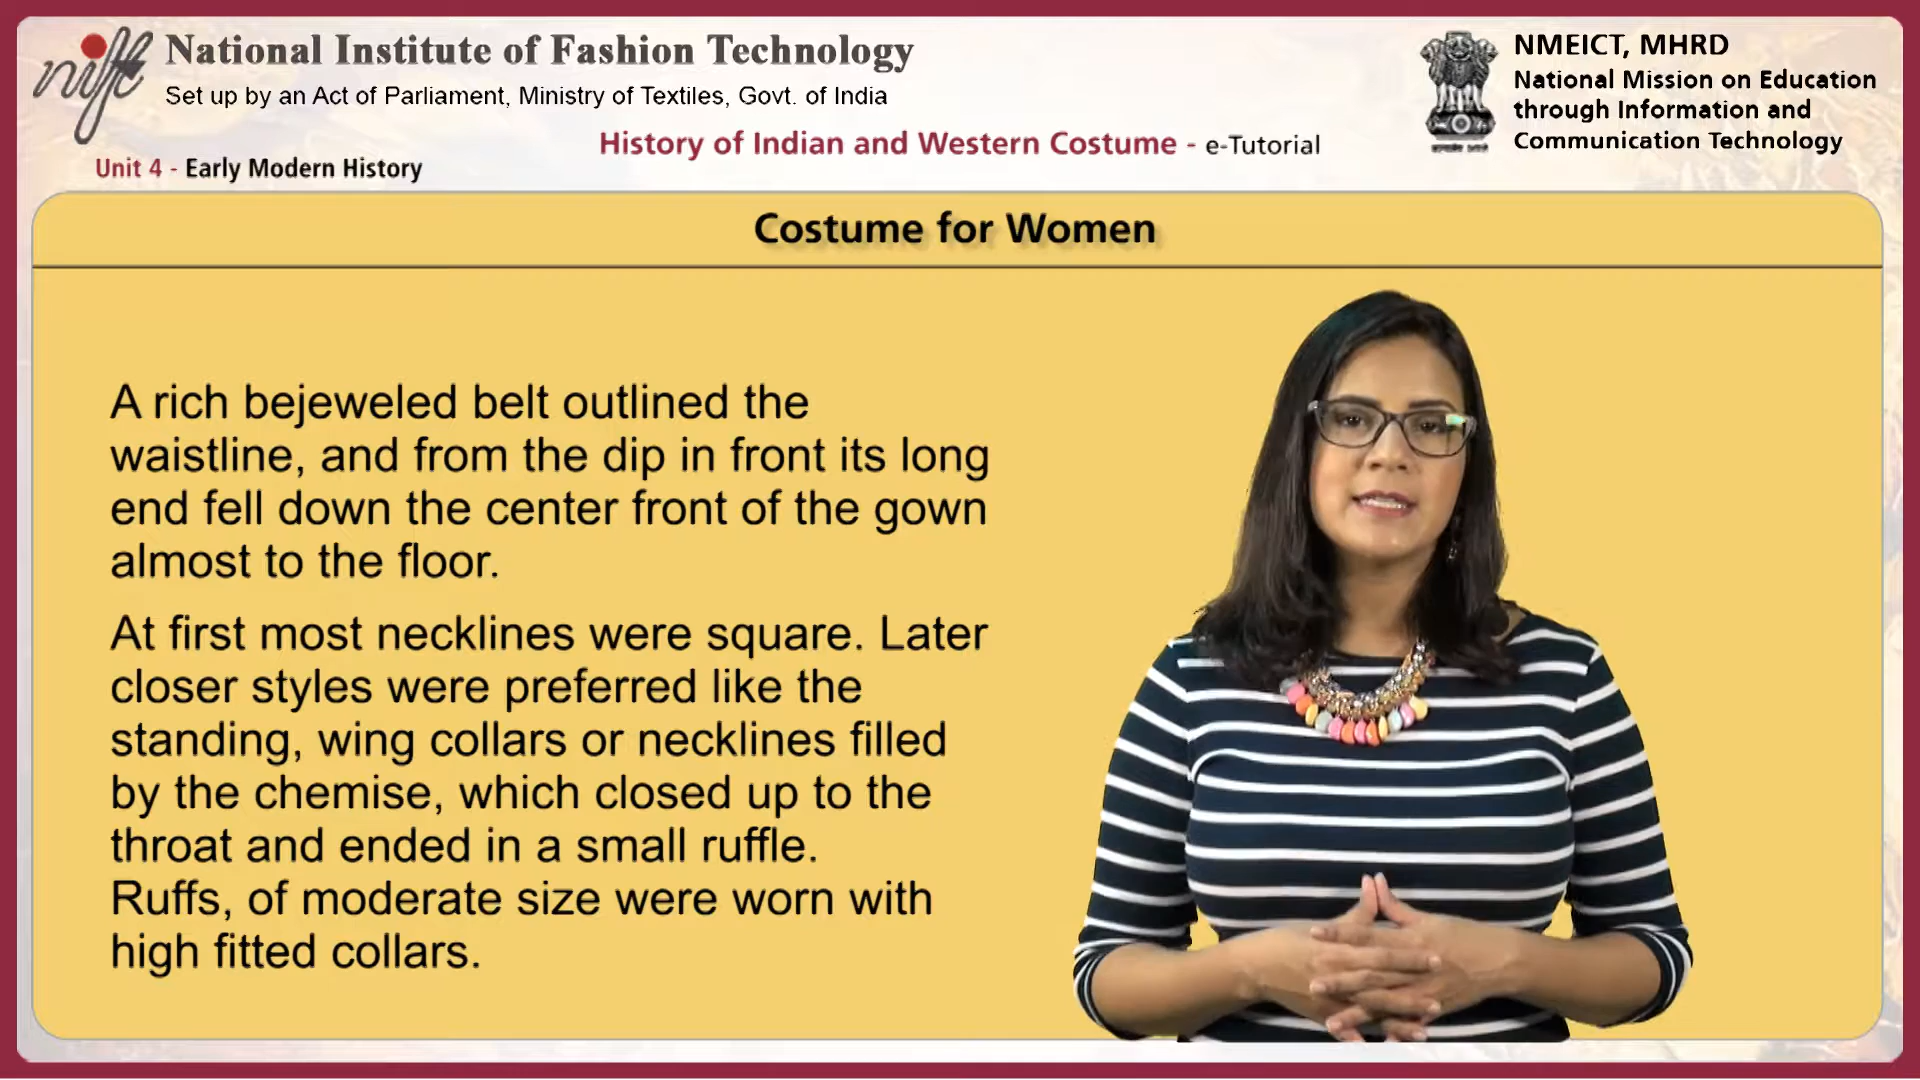 nift
National Institute of Fashion Technology
Set up by an Act of Parliament, Ministry of Textiles, Govt. of India
NMEICT, MHRD
National Mission on Education
through Information and
Communication Technology
History of Indian and Western Costume - e-Tutorial
Unit 4 - Early Modern History
Costume for Women
A rich bejeweled belt outlined the
waistline, and from the dip in front its long
end fell down the center front of the gown
almost to the floor.
At first most necklines were square. Later
closer styles were preferred like the
standing, wing collars or necklines filled
by the chemise, which closed up to the
throat and ended in a small ruffle.
Ruffs, of moderate size were worn with
high fitted collars.